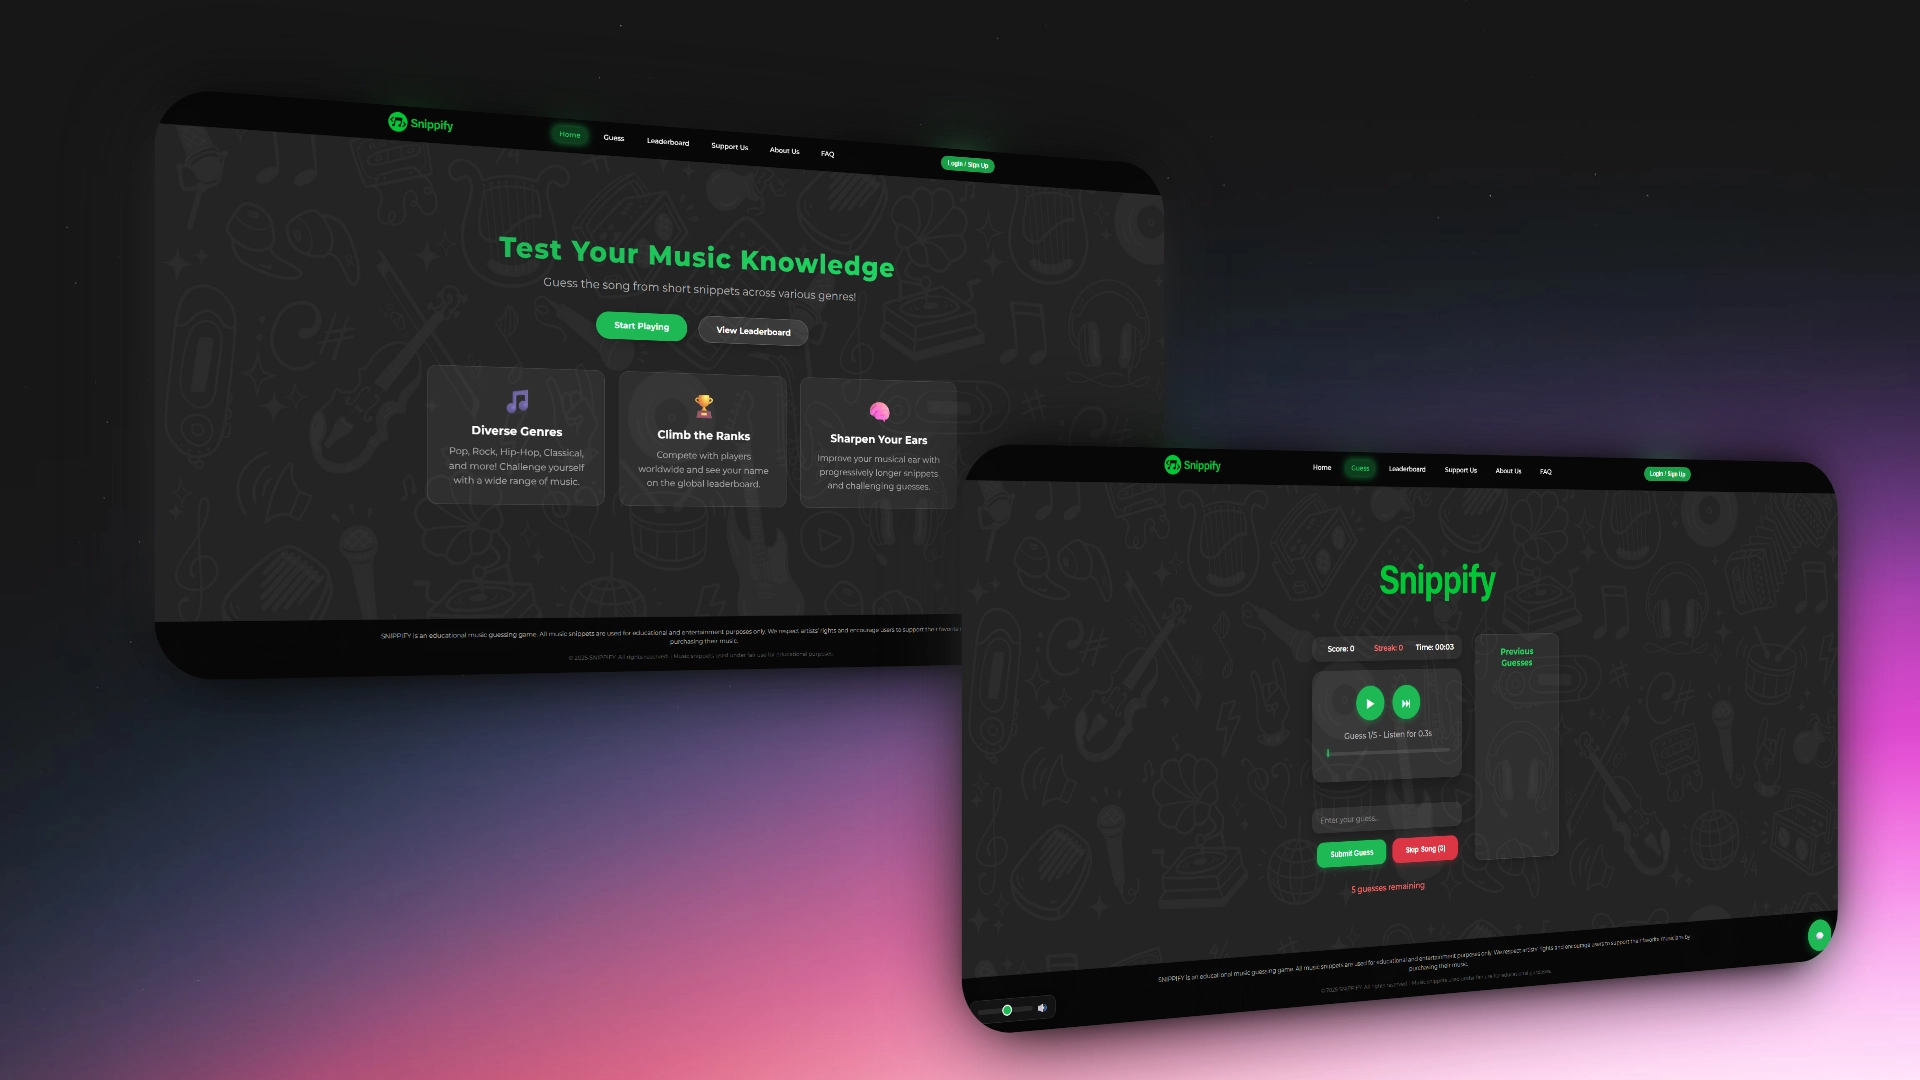 Snippify
Home Guess Leaderboard Support Us About Us FAQ
Login / Sign Up
Test Your Music Knowledge
Guess the song from short snippets across various genres!
Start Playing View Leaderboard
Diverse Genres
Pop, Rock, Hip-Hop, Classical,
and more! Challenge yourself
with a wide range of music.
Climb the Ranks
Compete with players
worldwide and see your name
on the global leaderboard.
Sharpen Your Ears
Improve your musical ear with
progressively longer snippets
and challenging guesses.
SNIPPIFY is an educational music guessing game. All music snippets are used for educational and entertainment purposes only. We respect artists' rights and encourage users to support their favorite
purchasing their music.
© 2025 SNIPPIFY. All rights reserved. | Music snippets used under fair use for educational purposes.
Snippify
Home Guess Leaderboard Support Us About Us FAQ
Login / Sign Up
Snippify
Score: 0 Streak: 0 Time: 00:03
Guess 1/5 - Listen for 0.3s
Enter your guess...
Submit Guess Skip Song (3)
5 guesses remaining
Previous
Guesses
SNIPPIFY is an educational music guessing game. All music snippets are used for educational and entertainment purposes only. We respect artists' rights and encourage users to support their favorite musicians by
purchasing their music.
© 2025 SNIPPIFY. All rights reserved. | Music snippets used under fair use for educational purposes.